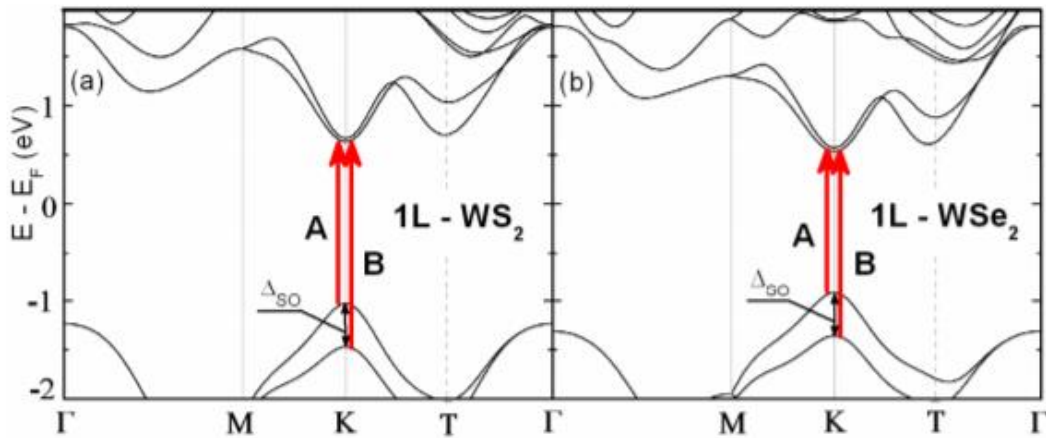 (a)
(b)
E - E_F (eV)
1
0
-1
-2
A
B
Δ_SO
1L - WS₂
A
B
Δ_SO
1L - WSe₂
Γ M K T Γ M K T Γ